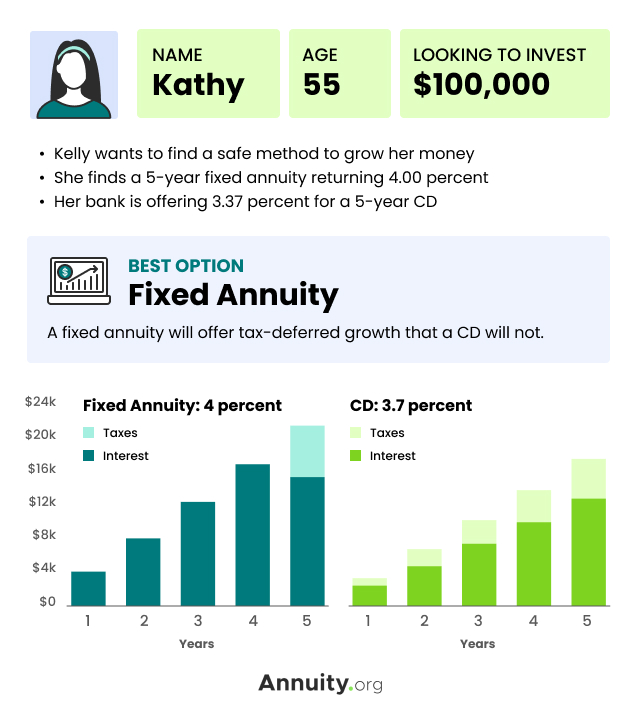 NAME
Kathy
AGE
55
LOOKING TO INVEST
$100,000
• Kelly wants to find a safe method to grow her money
• She finds a 5-year fixed annuity returning 4.00 percent
• Her bank is offering 3.37 percent for a 5-year CD
$
BEST OPTION
Fixed Annuity
A fixed annuity will offer tax-deferred growth that a CD will not.
Fixed Annuity: 4 percent
Taxes
Interest
$24k
$20k
$16k
$12k
$8k
$4k
$0
1 2 3 4 5
Years
CD: 3.7 percent
Taxes
Interest
1 2 3 4 5
Years
Annuity.org